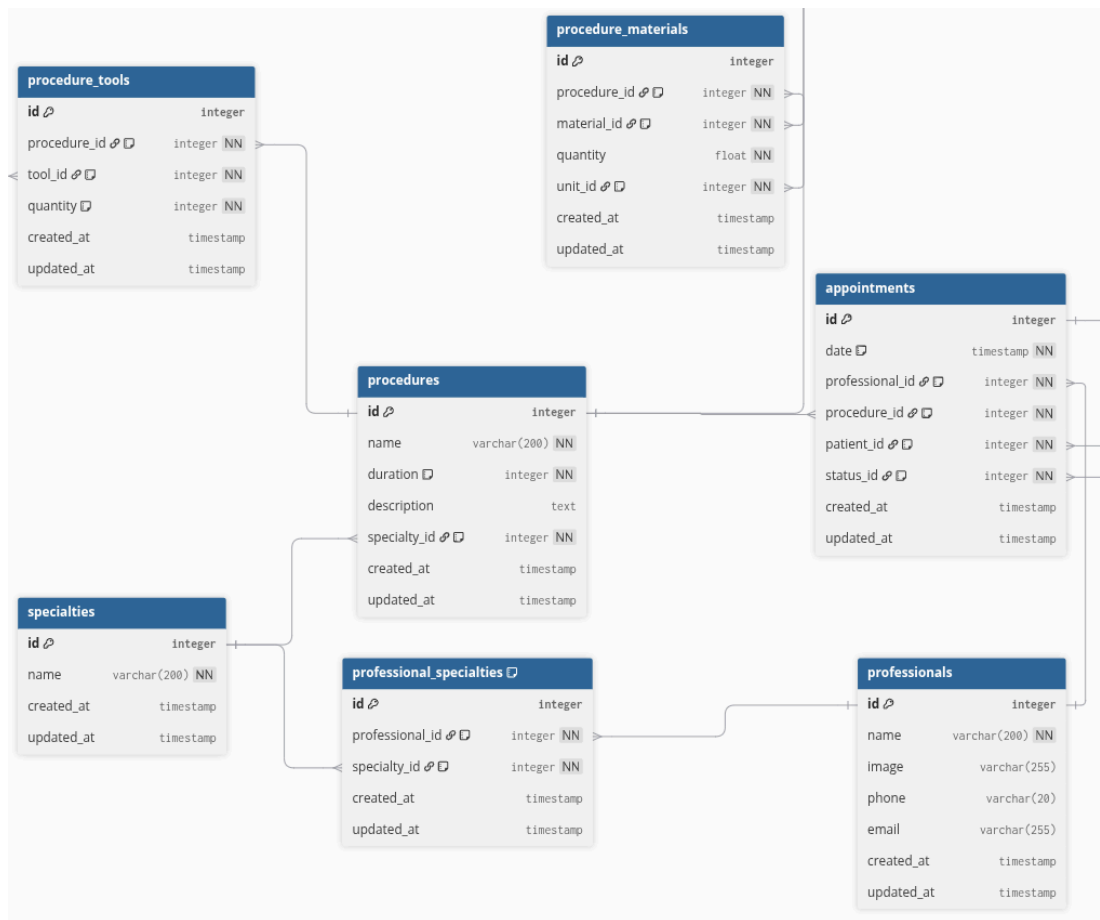 procedure_materials
id integer
procedure_id integer NN
material_id integer NN
quantity float NN
unit_id integer NN
created_at timestamp
updated_at timestamp
procedure_tools
id integer
procedure_id integer NN
tool_id integer NN
quantity integer NN
created_at timestamp
updated_at timestamp
appointments
id integer
date timestamp NN
professional_id integer NN
procedure_id integer NN
patient_id integer NN
status_id integer NN
created_at timestamp
updated_at timestamp
procedures
id integer
name varchar(200) NN
duration integer NN
description text
specialty_id integer NN
created_at timestamp
updated_at timestamp
specialties
id integer
name varchar(200) NN
created_at timestamp
updated_at timestamp
professional_specialties
id integer
professional_id integer NN
specialty_id integer NN
created_at timestamp
updated_at timestamp
professionals
id integer
name varchar(200) NN
image varchar(255)
phone varchar(20)
email varchar(255)
created_at timestamp
updated_at timestamp